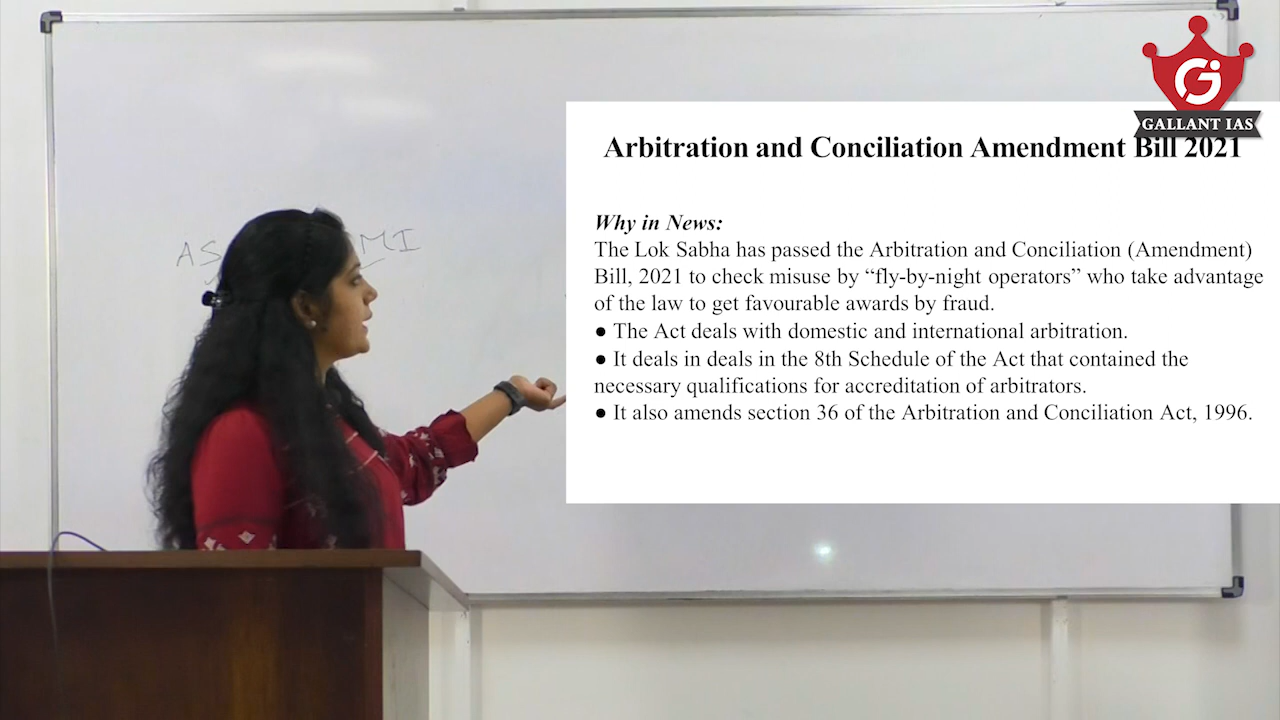 GALLANT IAS
Arbitration and Conciliation Amendment Bill 2021
Why in News:
The Lok Sabha has passed the Arbitration and Conciliation (Amendment)
Bill, 2021 to check misuse by “fly-by-night operators” who take advantage
of the law to get favourable awards by fraud.
● The Act deals with domestic and international arbitration.
● It deals in deals in the 8th Schedule of the Act that contained the
necessary qualifications for accreditation of arbitrators.
● It also amends section 36 of the Arbitration and Conciliation Act, 1996.